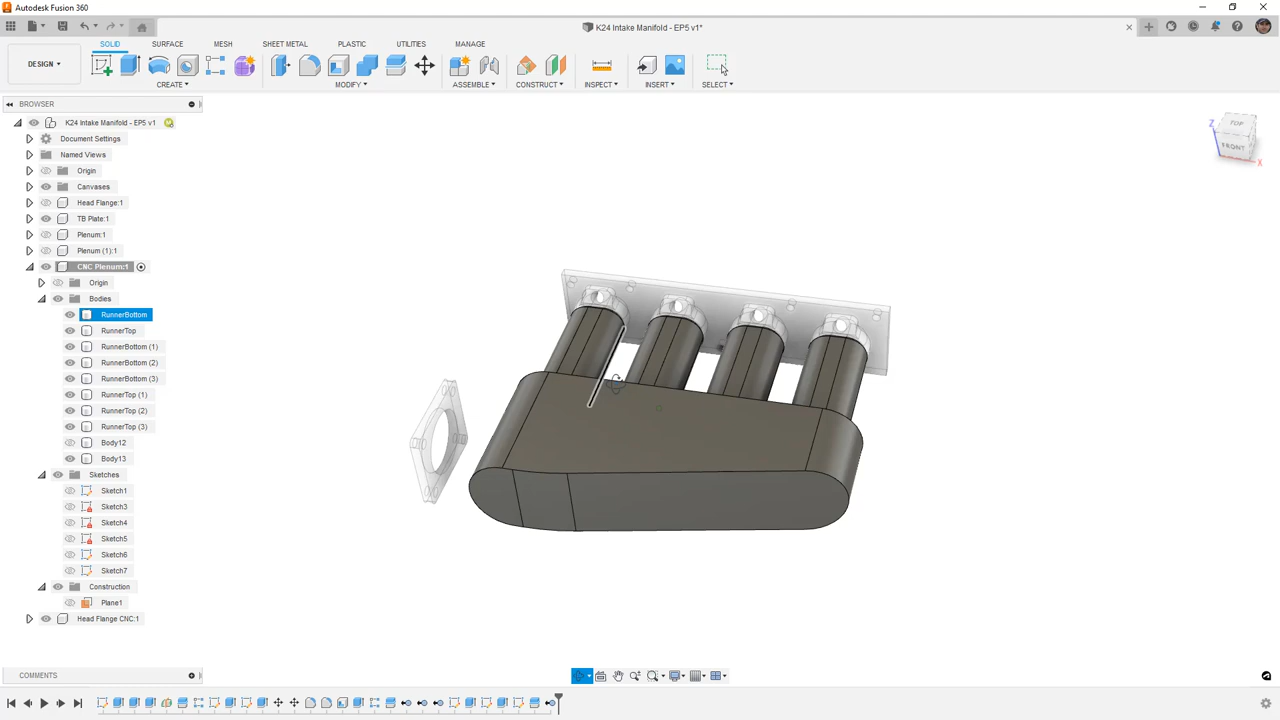 Autodesk Fusion 360
K24 Intake Manifold - EP5 v1*
SOLID SURFACE MESH SHEET METAL PLASTIC UTILITIES MANAGE
DESIGN
CREATE MODIFY ASSEMBLE CONSTRUCT INSPECT INSERT SELECT
BROWSER
K24 Intake Manifold - EP5 v1
Document Settings
Named Views
Origin
Canvases
Head Flange:1
TB Plate:1
Plenum:1
Plenum (1):1
CNC Plenum:1
Origin
Bodies
RunnerBottom
RunnerTop
RunnerBottom (1)
RunnerBottom (2)
RunnerBottom (3)
RunnerTop (1)
RunnerTop (2)
RunnerTop (3)
Body12
Body13
Sketches
Sketch1
Sketch3
Sketch4
Sketch5
Sketch6
Sketch7
Construction
Plane1
Head Flange CNC:1
TOP
Z
FRONT
X
COMMENTS